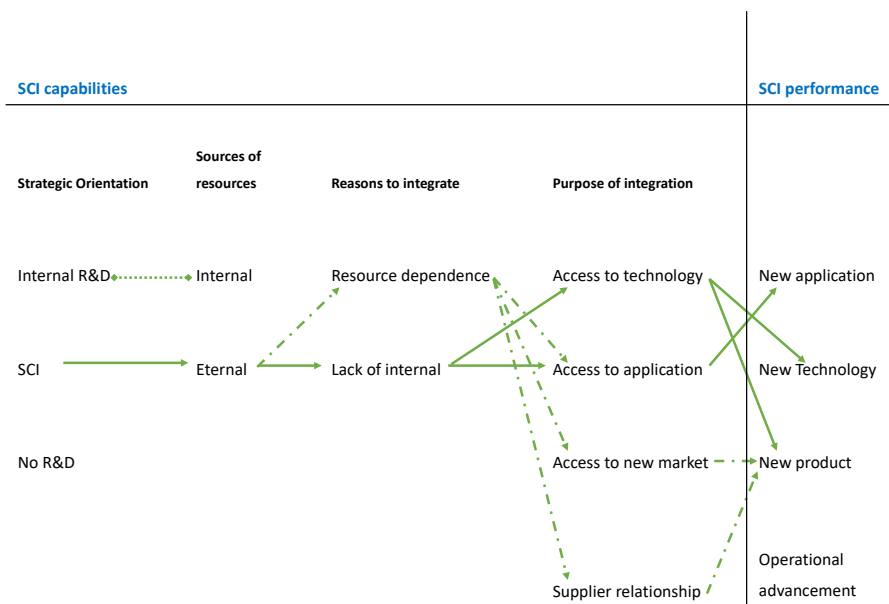 SCI capabilities
SCI performance
Sources of
Strategic Orientation
resources
Reasons to integrate
Purpose of integration
Internal R&D
Internal
Resource dependence
Access to technology
New application
SCI
Eternal
Lack of internal
Access to application
New Technology
No R&D
Access to new market
New product
Operational
Supplier relationship
advancement